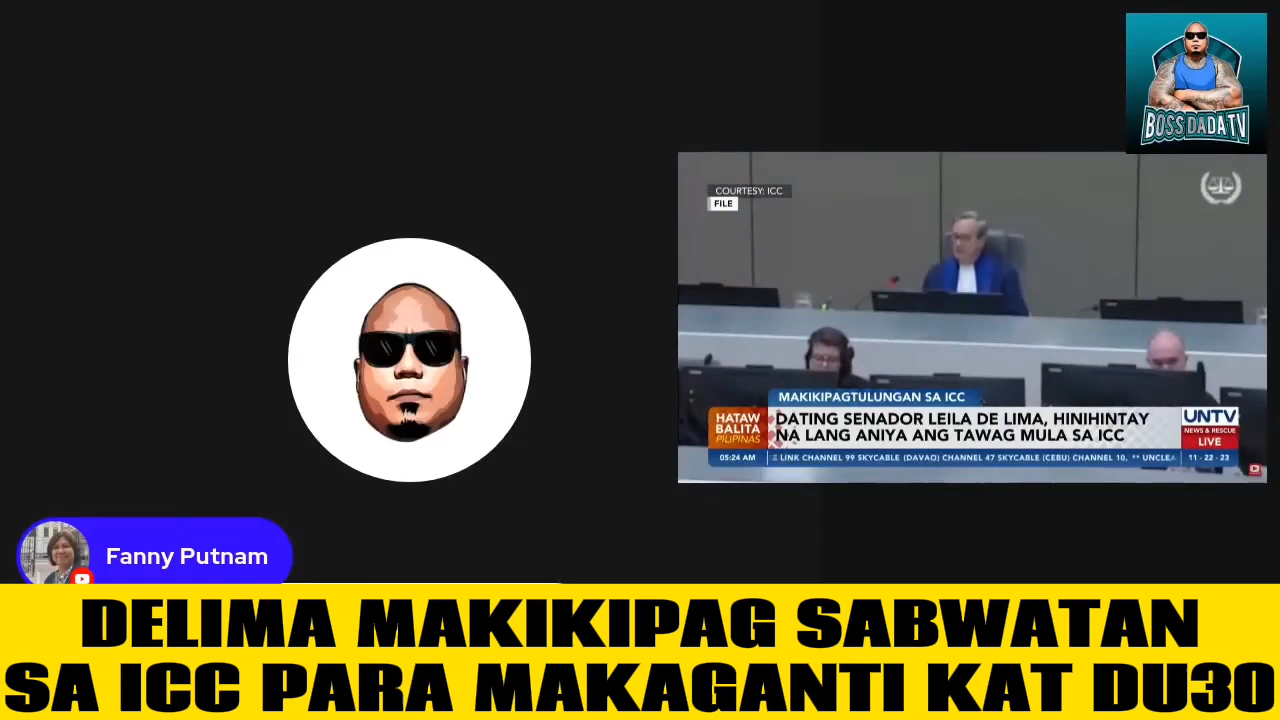 BOSS DADA TV
COURTESY: ICC
FILE
MAKIKIPAGTULUNGAN SA ICC
HATAW
BALITA
PILIPINAS
DATING SENADOR LEILA DE LIMA, HINIHINTAY
NA LANG ANIYA ANG TAWAG MULA SA ICC
UNTV
NEWS & RESCUE
LIVE
05:24 AM
LINK CHANNEL 99 SKYCABLE (DAVAO) CHANNEL 47 SKYCABLE (CEBU) CHANNEL 10, ** UNCLEA
11 - 22 - 23
Fanny Putnam
DELIMA MAKIKIPAG SABWATAN
SA ICC PARA MAKAGANTI KAT DU30